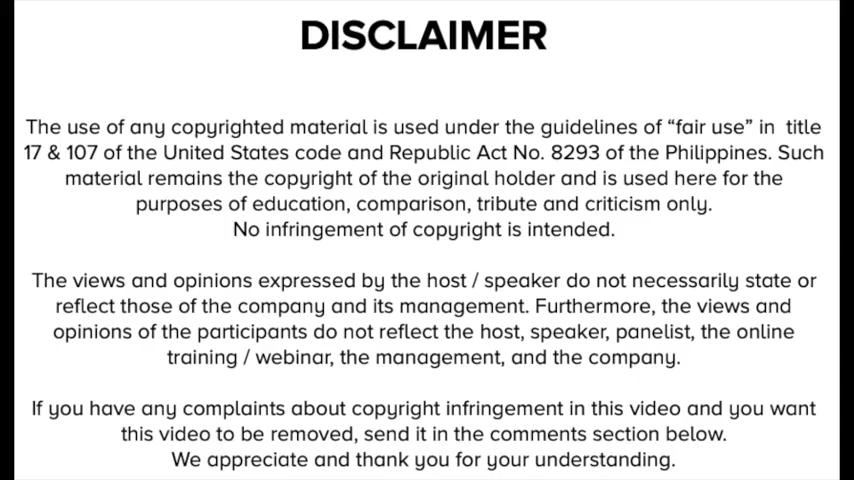 DISCLAIMER
The use of any copyrighted material is used under the guidelines of “fair use” in  title
17 & 107 of the United States code and Republic Act No. 8293 of the Philippines. Such
material remains the copyright of the original holder and is used here for the
purposes of education, comparison, tribute and criticism only.
No infringement of copyright is intended.
The views and opinions expressed by the host / speaker do not necessarily state or
reflect those of the company and its management. Furthermore, the views and
opinions of the participants do not reflect the host, speaker, panelist, the online
training / webinar, the management, and the company.
If you have any complaints about copyright infringement in this video and you want
this video to be removed, send it in the comments section below.
We appreciate and thank you for your understanding.